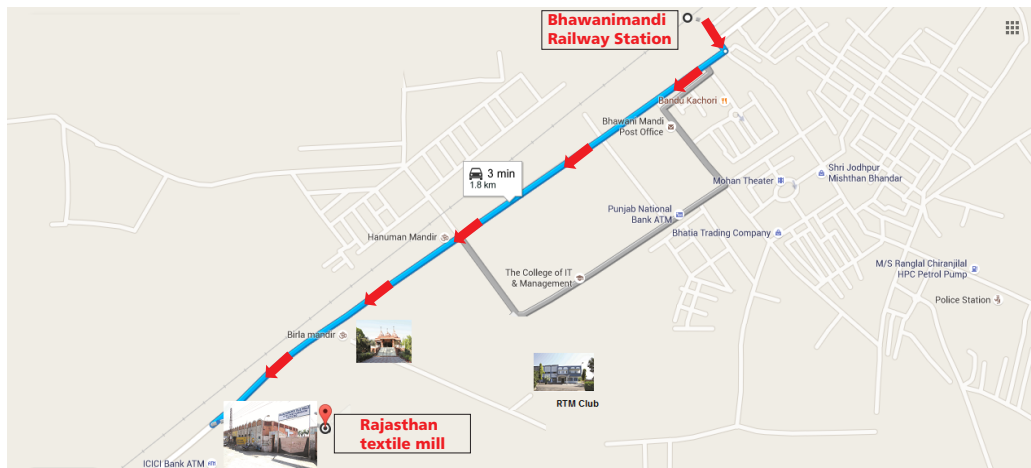 Bhawanimandi
Railway Station
Bandu Kachori
Bhawani Mandi
Post Office
Shri Jodhpur
Mishthan Bhandar
3 min
1.8 km
Mohan Theater
Punjab National
Bank ATM
Hanuman Mandir
Bhatia Trading Company
M/S Ranglal Chiranjilal
HPC Petrol Pump
The College of IT
& Management
Police Station
Birla mandir
RTM Club
Rajasthan
textile mill
ICICI Bank ATM